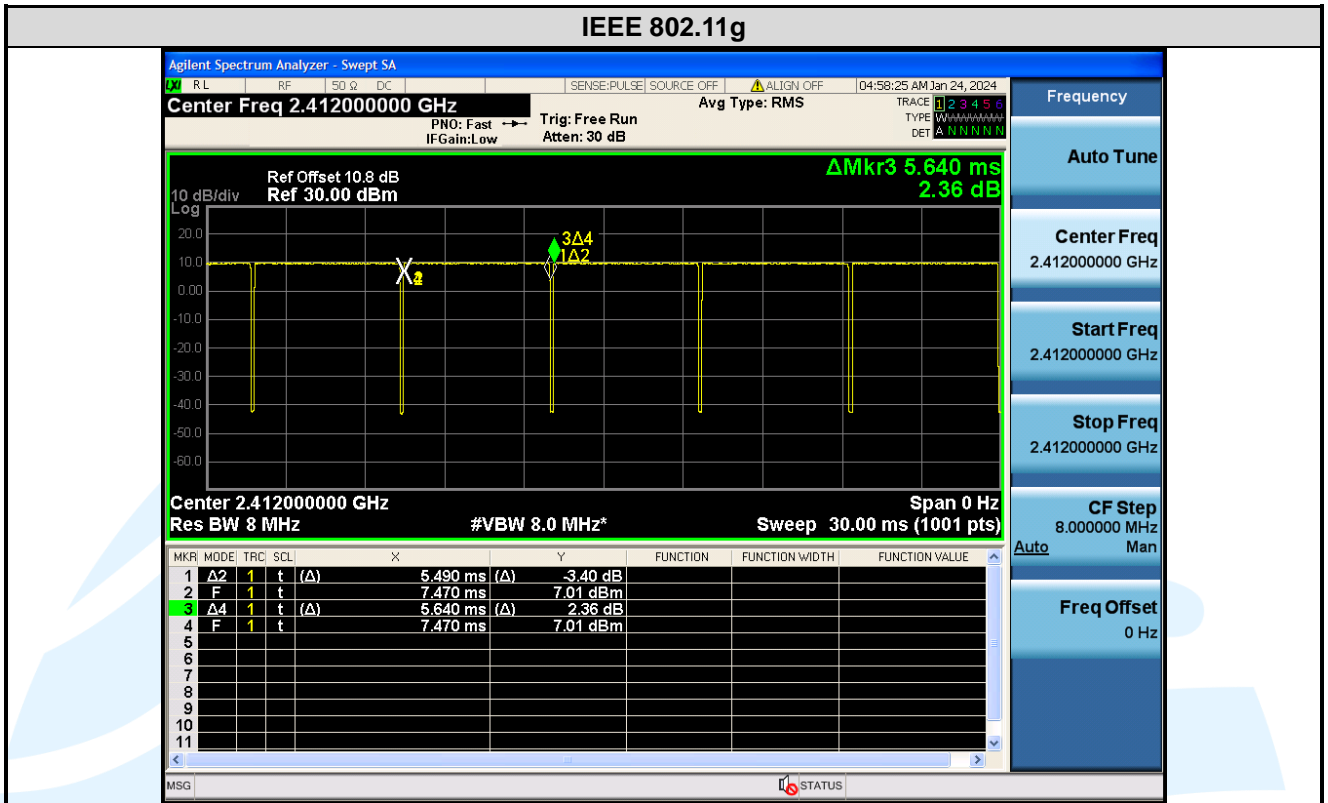 IEEE 802.11g
Agilent Spectrum Analyzer - Swept SA
LXI RL RF 50 Ω DC SENSE:PULSE SOURCE OFF ALIGN OFF 04:58:25 AM Jan 24, 2024
Center Freq 2.412000000 GHz Avg Type: RMS TRACE 1 2 3 4 5 6
PNO: Fast Trig: Free Run TYPE WWWWWW
IFGain:Low Atten: 30 dB DET A N N N N N
Frequency
ΔMkr3 5.640 ms
2.36 dB
Ref Offset 10.8 dB
10 dB/div Ref 30.00 dBm
Log
20.0
10.0
0.00
-10.0
-20.0
-30.0
-40.0
-50.0
-60.0
3Δ4
1Δ2
Center 2.412000000 GHz Span 0 Hz
Res BW 8 MHz #VBW 8.0 MHz* Sweep 30.00 ms (1001 pts)
MKR MODE TRC SCL X Y FUNCTION FUNCTION WIDTH FUNCTION VALUE
1 Δ2 1 t (Δ) 5.490 ms (Δ) -3.40 dB
2 F 1 t 7.470 ms 7.01 dBm
3 Δ4 1 t (Δ) 5.640 ms (Δ) 2.36 dB
4 F 1 t 7.470 ms 7.01 dBm
5
6
7
8
9
10
11
MSG STATUS
Auto Tune
Center Freq
2.412000000 GHz
Start Freq
2.412000000 GHz
Stop Freq
2.412000000 GHz
CF Step
8.000000 MHz
Auto Man
Freq Offset
0 Hz